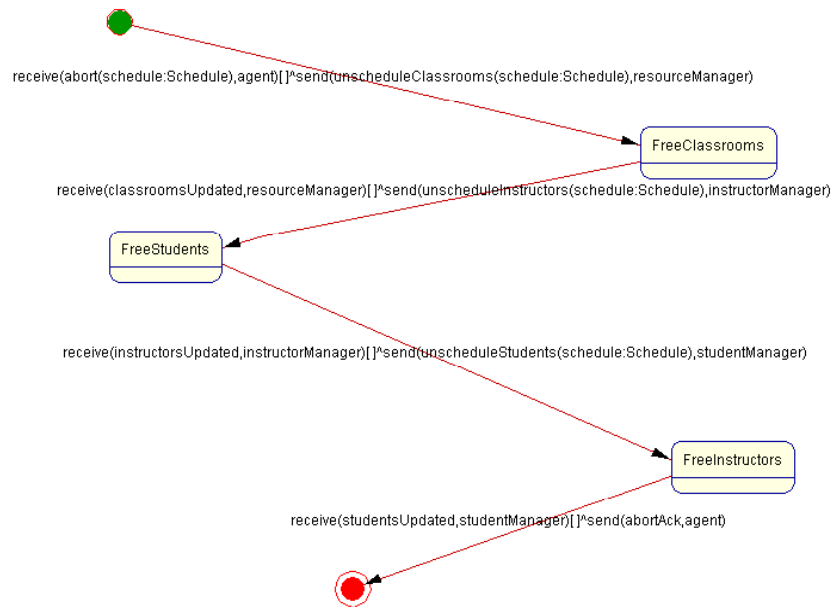 receive(abort(schedule:Schedule),agent)[ ]^send(unscheduleClassrooms(schedule:Schedule),resourceManager)
FreeClassrooms
receive(classroomsUpdated,resourceManager)[ ]^send(unscheduleInstructors(schedule:Schedule),instructorManager)
FreeStudents
receive(instructorsUpdated,instructorManager)[ ]^send(unscheduleStudents(schedule:Schedule),studentManager)
FreeInstructors
receive(studentsUpdated,studentManager)[ ]^send(abortAck,agent)